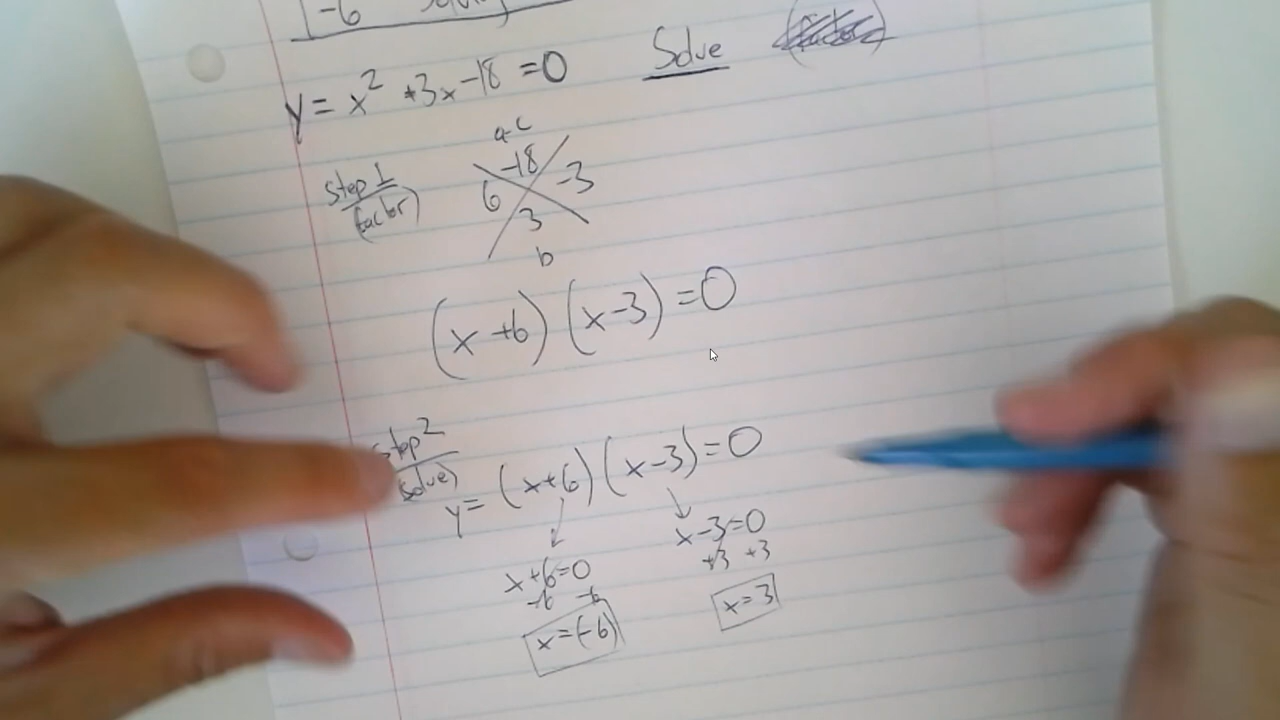 -6
y = x² +3x -18 = 0 Solve
a·c
step 1 -18
(factor) 6 -3
3
b
(x +6) (x -3) = 0
step 2
(solve)
y = (x+6)(x-3) = 0
x+6=0 x-3=0
-6 -6 +3 +3
x=(-6) x=3